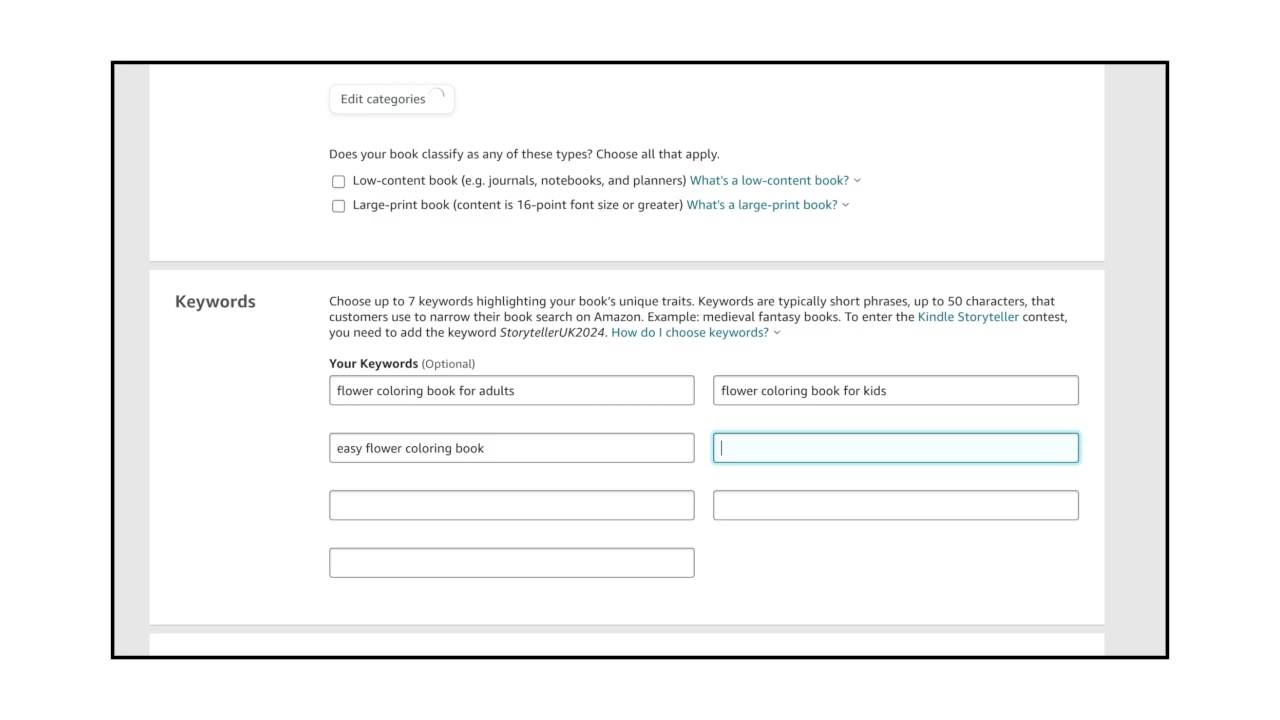 Edit categories
Does your book classify as any of these types? Choose all that apply.
Low-content book (e.g. journals, notebooks, and planners) What's a low-content book?
Large-print book (content is 16-point font size or greater) What's a large-print book?
Keywords
Choose up to 7 keywords highlighting your book’s unique traits. Keywords are typically short phrases, up to 50 characters, that
customers use to narrow their book search on Amazon. Example: medieval fantasy books. To enter the Kindle Storyteller contest,
you need to add the keyword StorytellerUK2024. How do I choose keywords?
Your Keywords (Optional)
flower coloring book for adults
flower coloring book for kids
easy flower coloring book